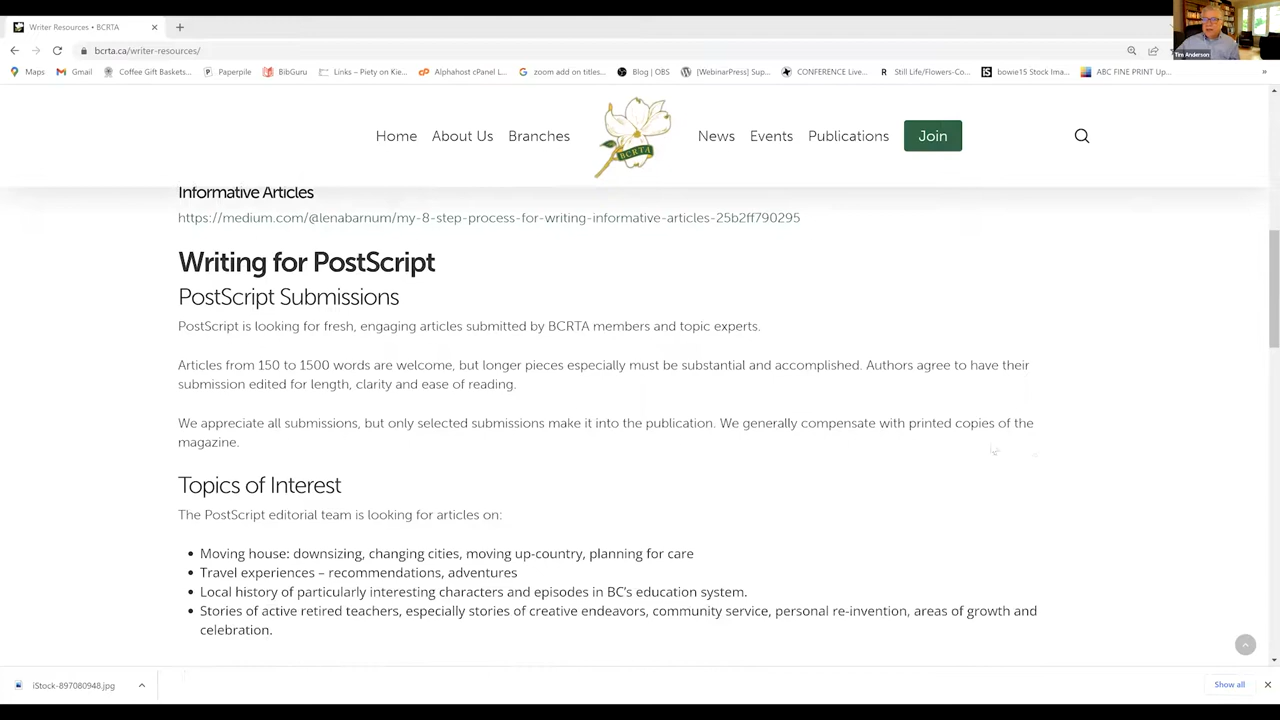 Writer Resources • BCRTA
bcrta.ca/writer-resources/
Maps
Gmail
Coffee Gift Baskets...
Paperpile
BibGuru
Links – Piety on Kie...
Alphahost cPanel L...
zoom add on titles...
Blog | OBS
[WebinarPress] Sup...
CONFERENCE Live...
Still Life/Flowers-Co...
bowie15 Stock Ima...
ABC FINE PRINT Up...
Tim Anderson
Home
About Us
Branches
BCRTA
News
Events
Publications
Join
Informative Articles
https://medium.com/@lenabarnum/my-8-step-process-for-writing-informative-articles-25b2ff790295
Writing for PostScript
PostScript Submissions
PostScript is looking for fresh, engaging articles submitted by BCRTA members and topic experts.
Articles from 150 to 1500 words are welcome, but longer pieces especially must be substantial and accomplished. Authors agree to have their
submission edited for length, clarity and ease of reading.
We appreciate all submissions, but only selected submissions make it into the publication. We generally compensate with printed copies of the
magazine.
Topics of Interest
The PostScript editorial team is looking for articles on:
• Moving house: downsizing, changing cities, moving up-country, planning for care
• Travel experiences – recommendations, adventures
• Local history of particularly interesting characters and episodes in BC's education system.
• Stories of active retired teachers, especially stories of creative endeavors, community service, personal re-invention, areas of growth and
celebration.
iStock-897080948.jpg
Show all